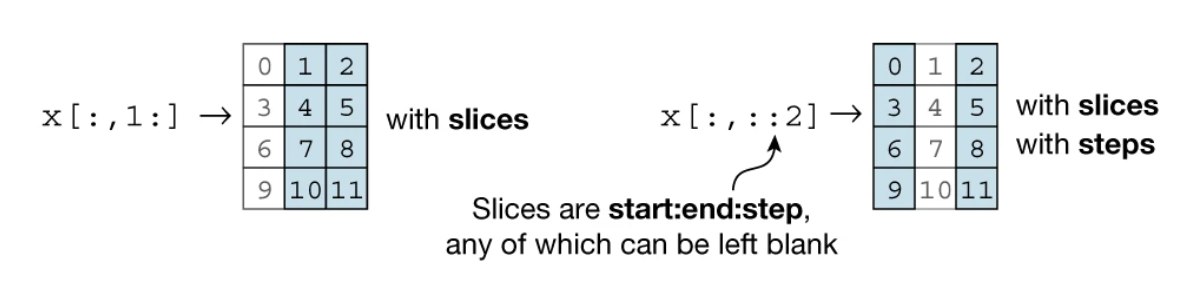 x[:,1:] →
0 1 2
3 4 5
6 7 8
9 10 11
with slices
x[:,::2] →
0 1 2
3 4 5
6 7 8
9 10 11
with slices
with steps
Slices are start:end:step,
any of which can be left blank